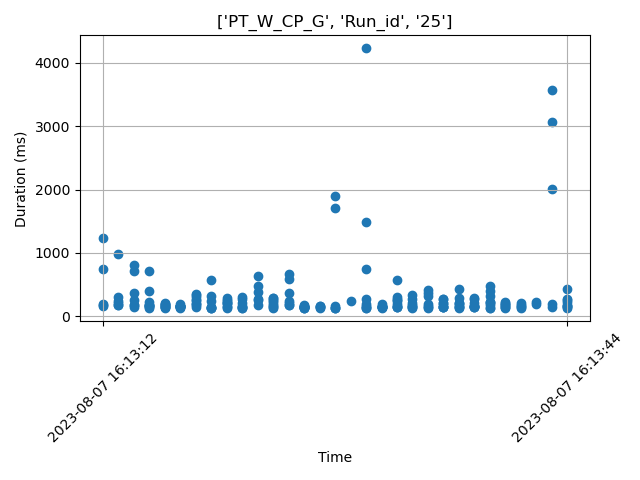 ['PT_W_CP_G', 'Run_id', '25']
4000
3000
2000
1000
0
Duration (ms)
2023-08-07 16:13:12
2023-08-07 16:13:44
Time